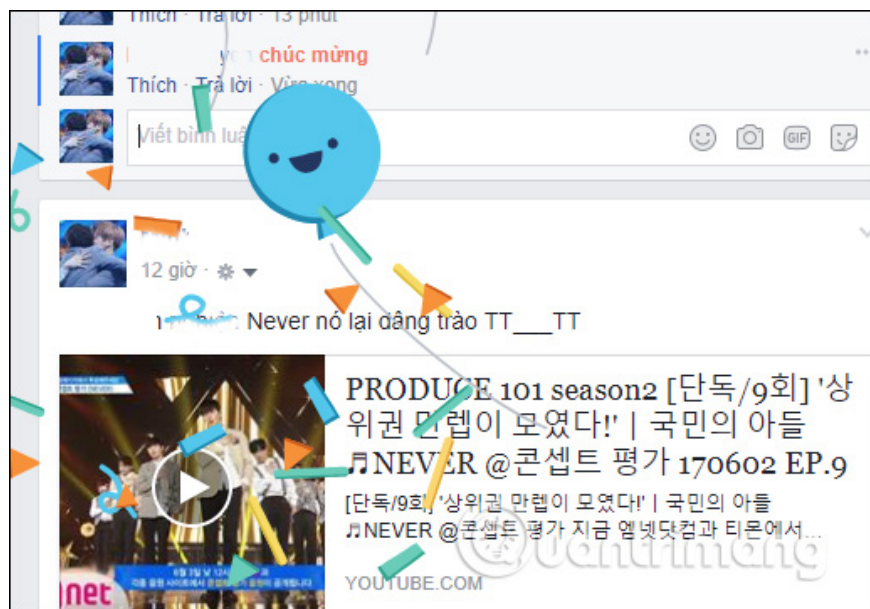 Thích · Trả lời · 13 phút
chúc mừng
Thích · Trả lời · Vừa xong
Viết bình luậ
12 giờ ·
Never nó lại dâng trào TT___TT
PRODUCE 101 season2 [단독/9회] '상
위권 만렙이 모였다!' | 국민의 아들
♬NEVER @콘셉트 평가 170602 EP.9
[단독/9회] '상위권 만렙이 모였다!' | 국민의 아들
♬NEVER @콘셉트 평가 지금 엠넷닷컴과 티몬에서...
YOUTUBE.COM
GIF
net
uantrimang